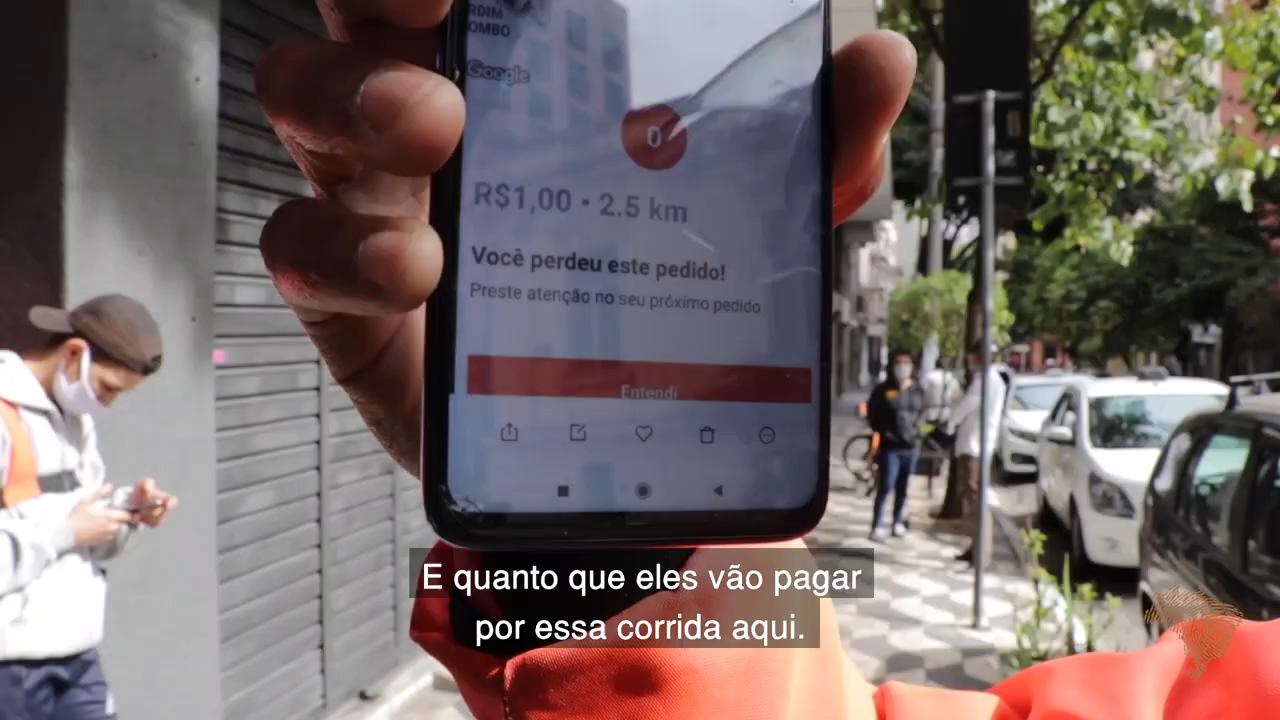 RDIM
OMBO
Google
0
R$1,00 • 2.5 km
Você perdeu este pedido!
Preste atenção no seu próximo pedido
Entendi
E quanto que eles vão pagar
por essa corrida aqui.